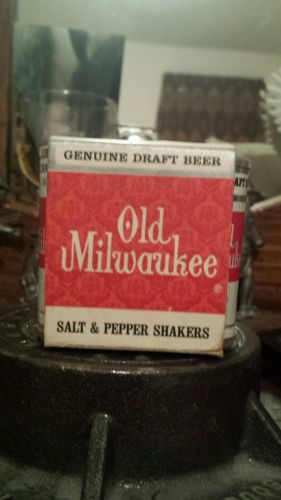 GENUINE DRAFT BEER
Old
Milwaukee
®
SALT & PEPPER SHAKERS